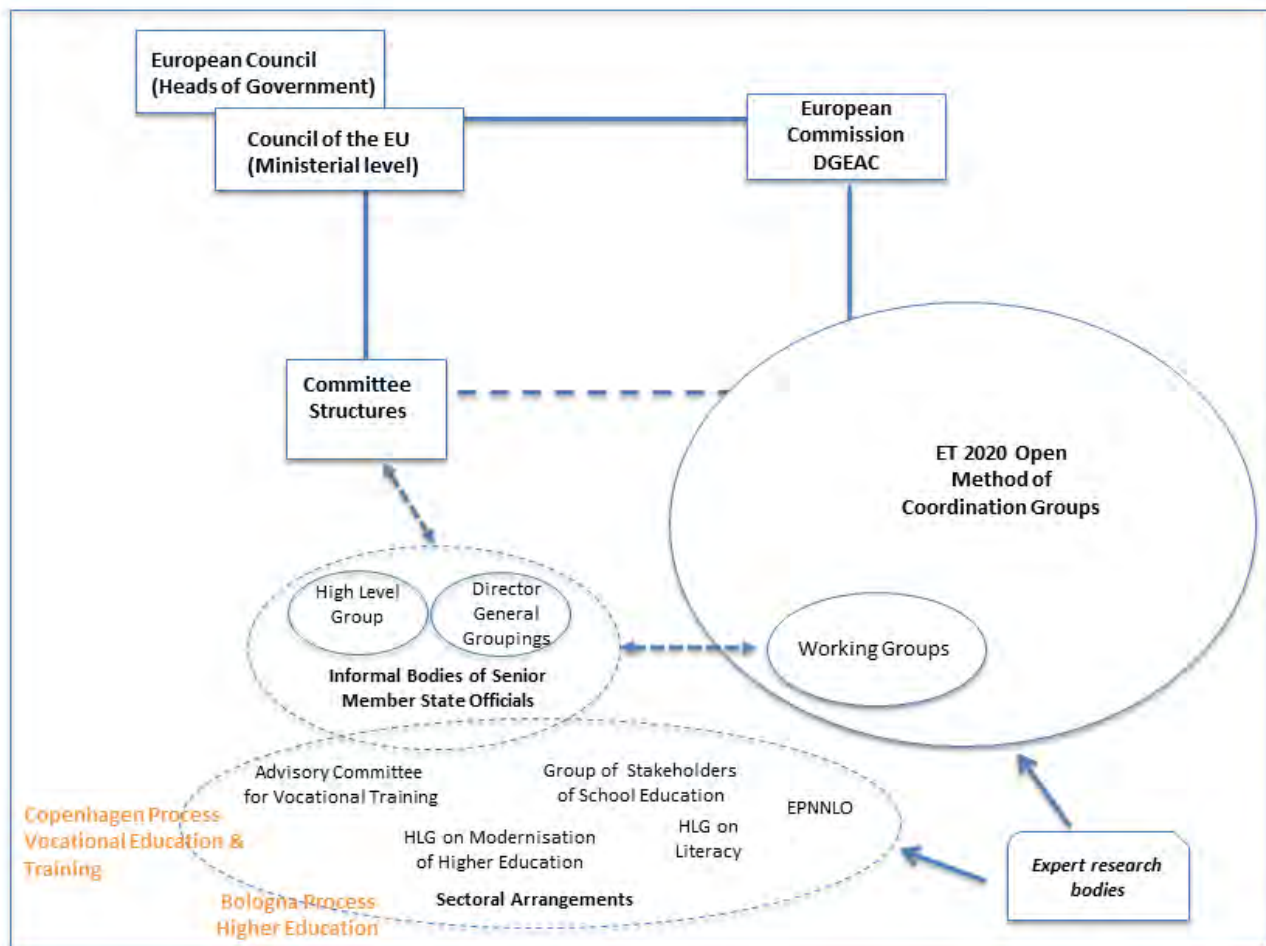 European Council
(Heads of Government)
Council of the EU
(Ministerial level)
European
Commission
DGEAC
Committee
Structures
ET 2020 Open
Method of
Coordination Groups
High Level
Group
Director
General
Groupings
Informal Bodies of Senior
Member State Officials
Working Groups
Advisory Committee
for Vocational Training
Group of Stakeholders
of School Education
EPNNLO
HLG on Modernisation
of Higher Education
HLG on
Literacy
Sectoral Arrangements
Copenhagen Process
Vocational Education &
Training
Bologna Process
Higher Education
Expert research
bodies